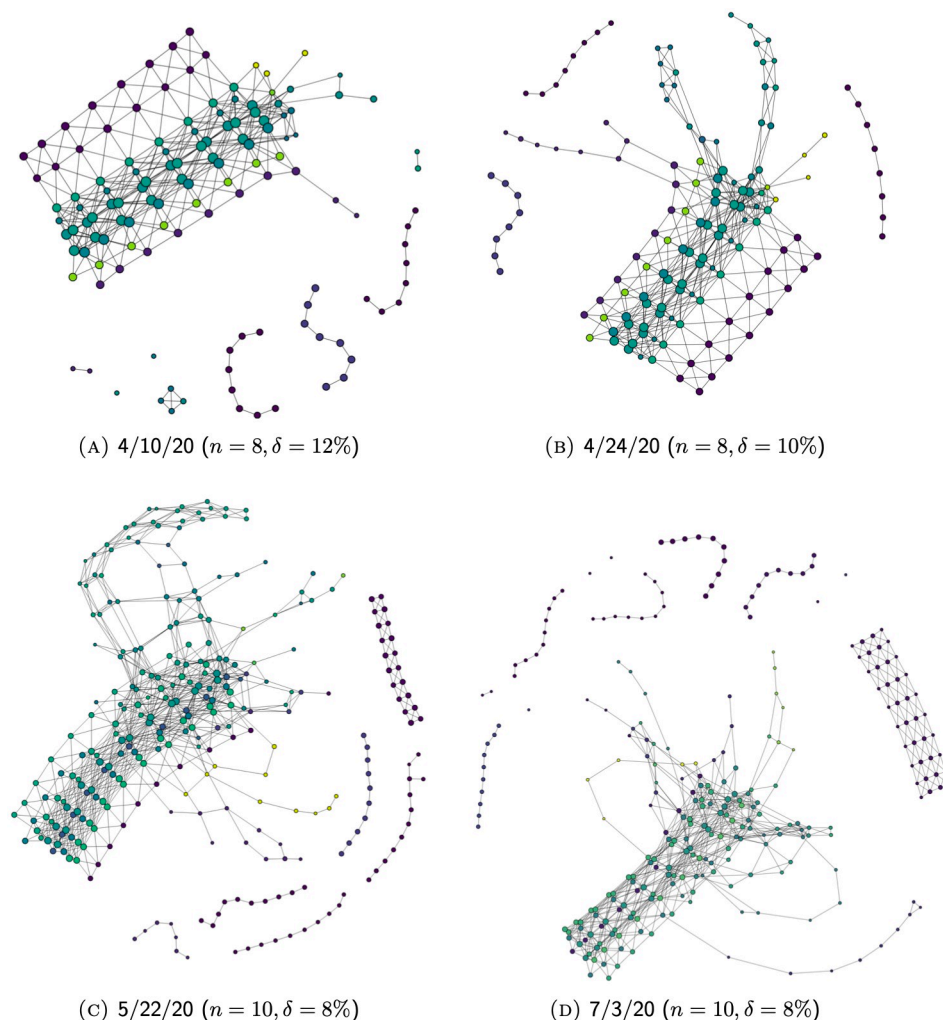 (A) 4/10/20 (n = 8, δ = 12%)
(B) 4/24/20 (n = 8, δ = 10%)
(C) 5/22/20 (n = 10, δ = 8%)
(D) 7/3/20 (n = 10, δ = 8%)